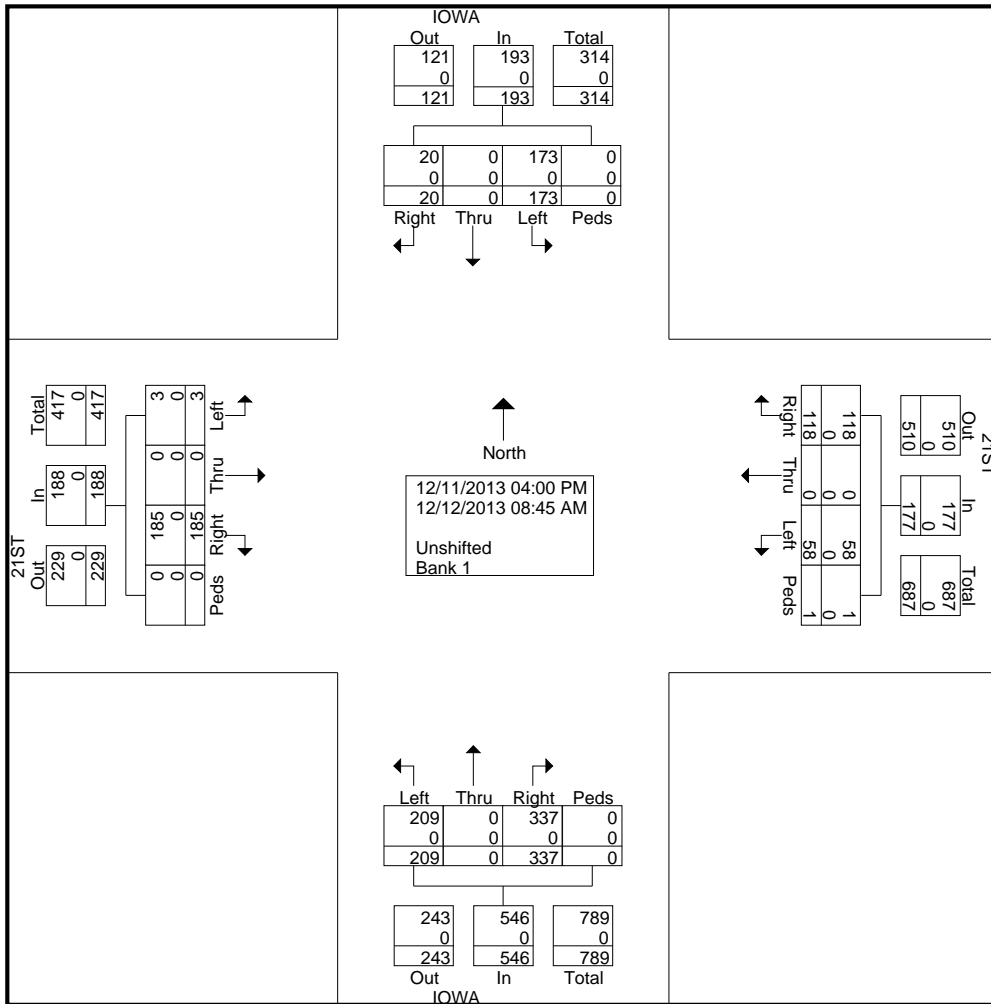 IOWA
Out In Total
121 193 314
0 0 0
121 193 314
20 0 173 0
0 0 0 0
20 0 173 0
Right Thru Left Peds
21ST
Out In Total
229 188 417
0 0 0
229 188 417
3 0 185 0
0 0 0 0
3 0 185 0
Left Thru Right Peds
North
12/11/2013 04:00 PM
12/12/2013 08:45 AM
Unshifted
Bank 1
21ST
Out In Total
510 177 687
0 0 0
510 177 687
118 0 58 1
0 0 0 0
118 0 58 1
Right Thru Left Peds
Left Thru Right Peds
209 0 337 0
0 0 0 0
209 0 337 0
243 546 789
0 0 0
243 546 789
Out In Total
IOWA